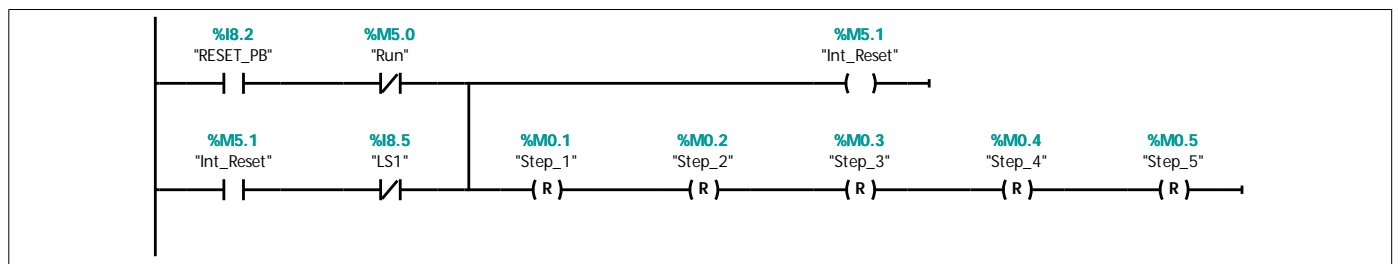 %I8.2 %M5.0 %M5.1
"RESET_PB" "Run" "Int_Reset"
%M5.1 %I8.5 %M0.1 %M0.2 %M0.3 %M0.4 %M0.5
"Int_Reset" "LS1" "Step_1" "Step_2" "Step_3" "Step_4" "Step_5"
R R R R R